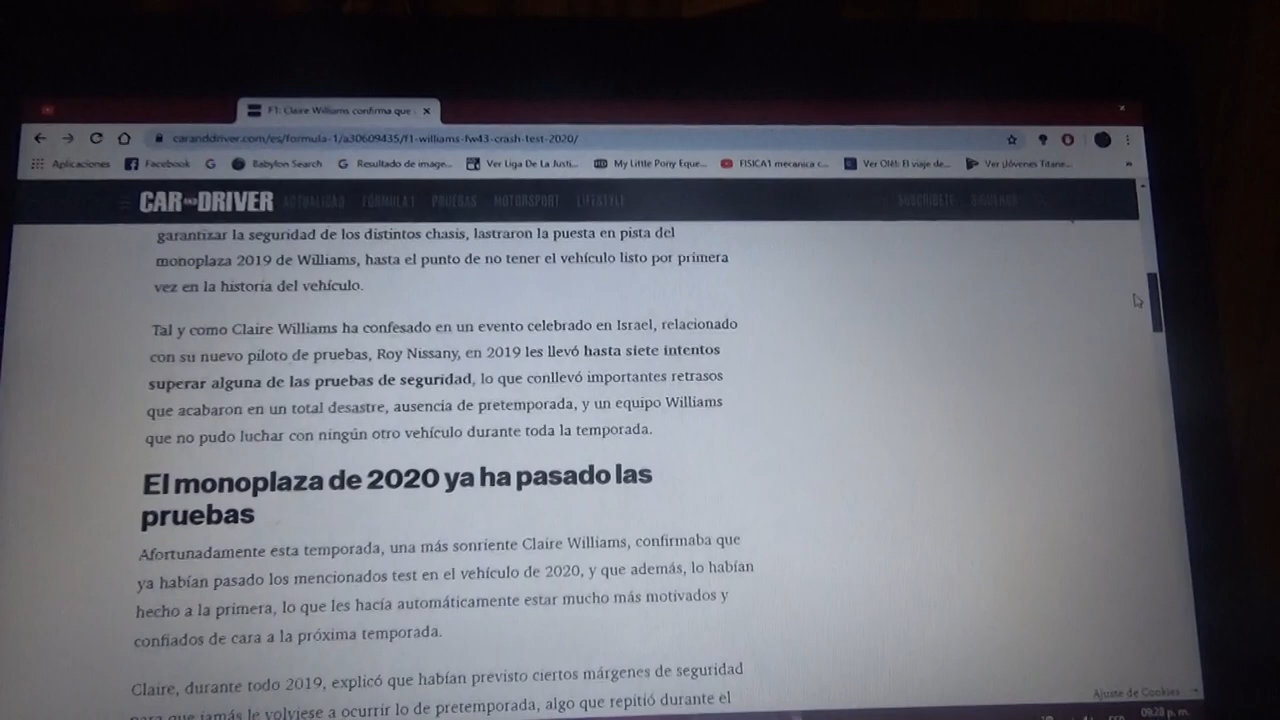 F1: Claire Williams confirma que
caranddriver.com/es/formula-1/a30609435/f1-williams-fw43-crash-test-2020/
Aplicaciones Facebook Babylon Search Resultado de image... Ver Liga De La Justi... My Little Pony Eque... FISICA1 mecanica c... Ver Olé!: El viaje de... Ver ¡Jóvenes Titane...
CAR AND DRIVER ACTUALIDAD FÓRMULA 1 PRUEBAS MOTORSPORT LIFESTYLE SUSCRÍBETE SÍGUENOS
garantizar la seguridad de los distintos chasis, lastraron la puesta en pista del
monoplaza 2019 de Williams, hasta el punto de no tener el vehículo listo por primera
vez en la historia del vehículo.
Tal y como Claire Williams ha confesado en un evento celebrado en Israel, relacionado
con su nuevo piloto de pruebas, Roy Nissany, en 2019 les llevó hasta siete intentos
superar alguna de las pruebas de seguridad, lo que conllevó importantes retrasos
que acabaron en un total desastre, ausencia de pretemporada, y un equipo Williams
que no pudo luchar con ningún otro vehículo durante toda la temporada.
El monoplaza de 2020 ya ha pasado las
pruebas
Afortunadamente esta temporada, una más sonriente Claire Williams, confirmaba que
ya habían pasado los mencionados test en el vehículo de 2020, y que además, lo habían
hecho a la primera, lo que les hacía automáticamente estar mucho más motivados y
confiados de cara a la próxima temporada.
Claire, durante todo 2019, explicó que habían previsto ciertos márgenes de seguridad
para que jamás le volviese a ocurrir lo de pretemporada, algo que repitió durante el
Ajuste de Cookies
09:28 p. m.